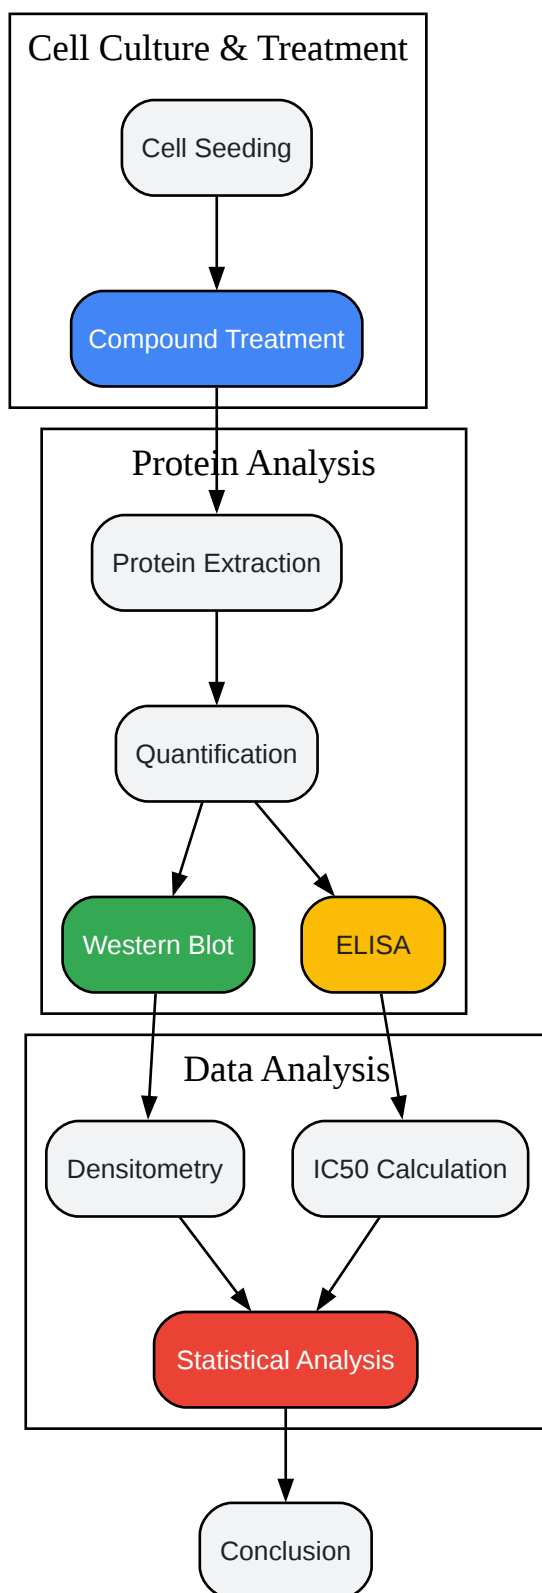 Cell Culture & Treatment
Cell Seeding
Compound Treatment
Protein Analysis
Protein Extraction
Quantification
Western Blot
ELISA
Data Analysis
Densitometry
IC50 Calculation
Statistical Analysis
Conclusion